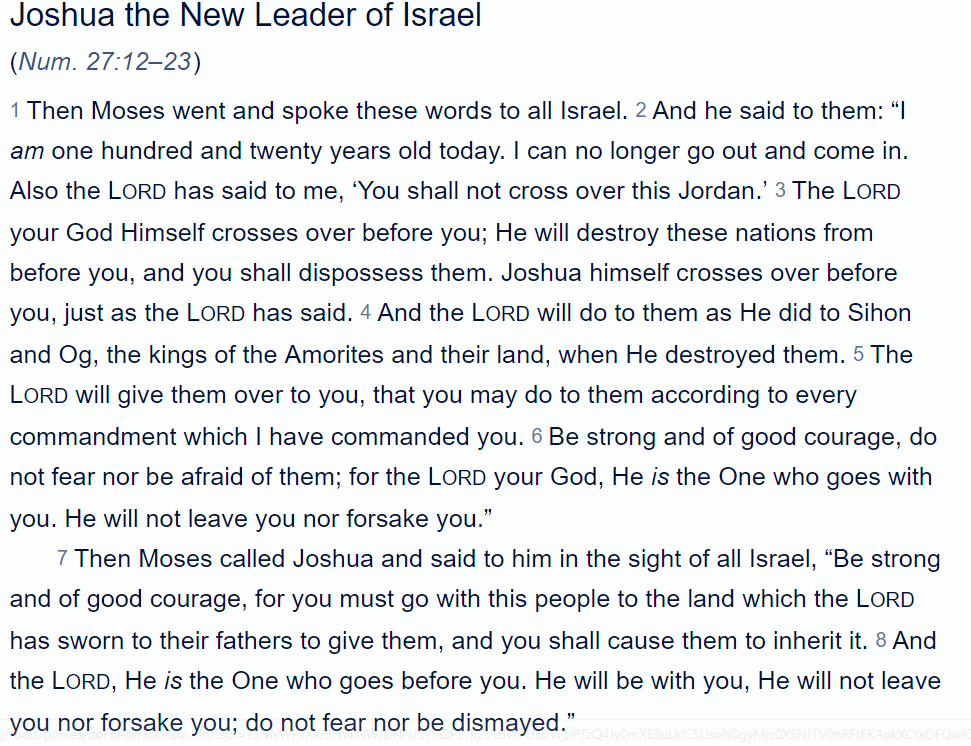 Joshua the New Leader of Israel
(Num. 27:12–23)
1 Then Moses went and spoke these words to all Israel. 2 And he said to them: “I
am one hundred and twenty years old today. I can no longer go out and come in.
Also the LORD has said to me, ‘You shall not cross over this Jordan.’ 3 The LORD
your God Himself crosses over before you; He will destroy these nations from
before you, and you shall dispossess them. Joshua himself crosses over before
you, just as the LORD has said. 4 And the LORD will do to them as He did to Sihon
and Og, the kings of the Amorites and their land, when He destroyed them. 5 The
LORD will give them over to you, that you may do to them according to every
commandment which I have commanded you. 6 Be strong and of good courage, do
not fear nor be afraid of them; for the LORD your God, He is the One who goes with
you. He will not leave you nor forsake you.”
7 Then Moses called Joshua and said to him in the sight of all Israel, “Be strong
and of good courage, for you must go with this people to the land which the LORD
has sworn to their fathers to give them, and you shall cause them to inherit it. 8 And
the LORD, He is the One who goes before you. He will be with you, He will not leave
you nor forsake you; do not fear nor be dismayed.”